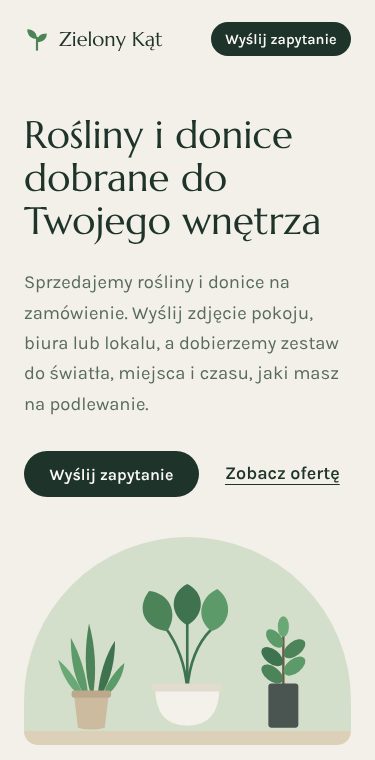 Zielony Kąt
Wyślij zapytanie
Rośliny i donice
dobrane do
Twojego wnętrza
Sprzedajemy rośliny i donice na
zamówienie. Wyślij zdjęcie pokoju,
biura lub lokalu, a dobierzemy zestaw
do światła, miejsca i czasu, jaki masz
na podlewanie.
Wyślij zapytanie
Zobacz ofertę